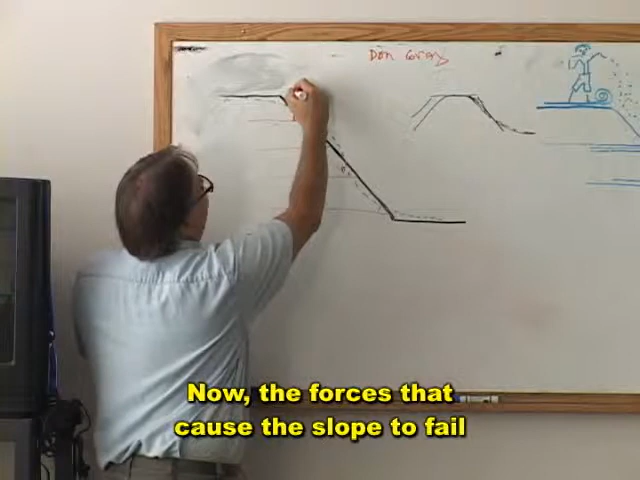 Don Gray
Now, the forces that
cause the slope to fail